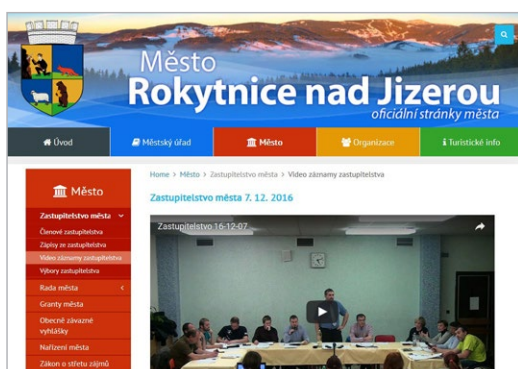 Město
Rokytnice nad Jizerou
oficiální stránky města
Úvod
Městský úřad
Město
Organizace
Turistické info
Home > Město > Zastupitelstvo města > Video záznamy zastupitelstva
Město
Zastupitelstvo města 7. 12. 2016
Zastupitelstvo města
Členové zastupitelstva
Zápisy ze zastupitelstva
Video záznamy zastupitelstva
Výbory zastupitelstva
Rada města
Granty města
Obecně závazné
vyhlášky
Nařízení města
Zákon o střetu zájmů
Zastupitelstvo 16-12-07